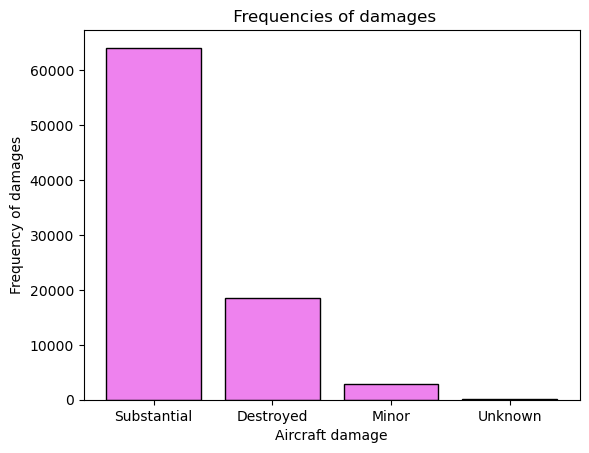 Frequencies of damages
Frequency of damages
60000
50000
40000
30000
20000
10000
0
Substantial Destroyed Minor Unknown
Aircraft damage